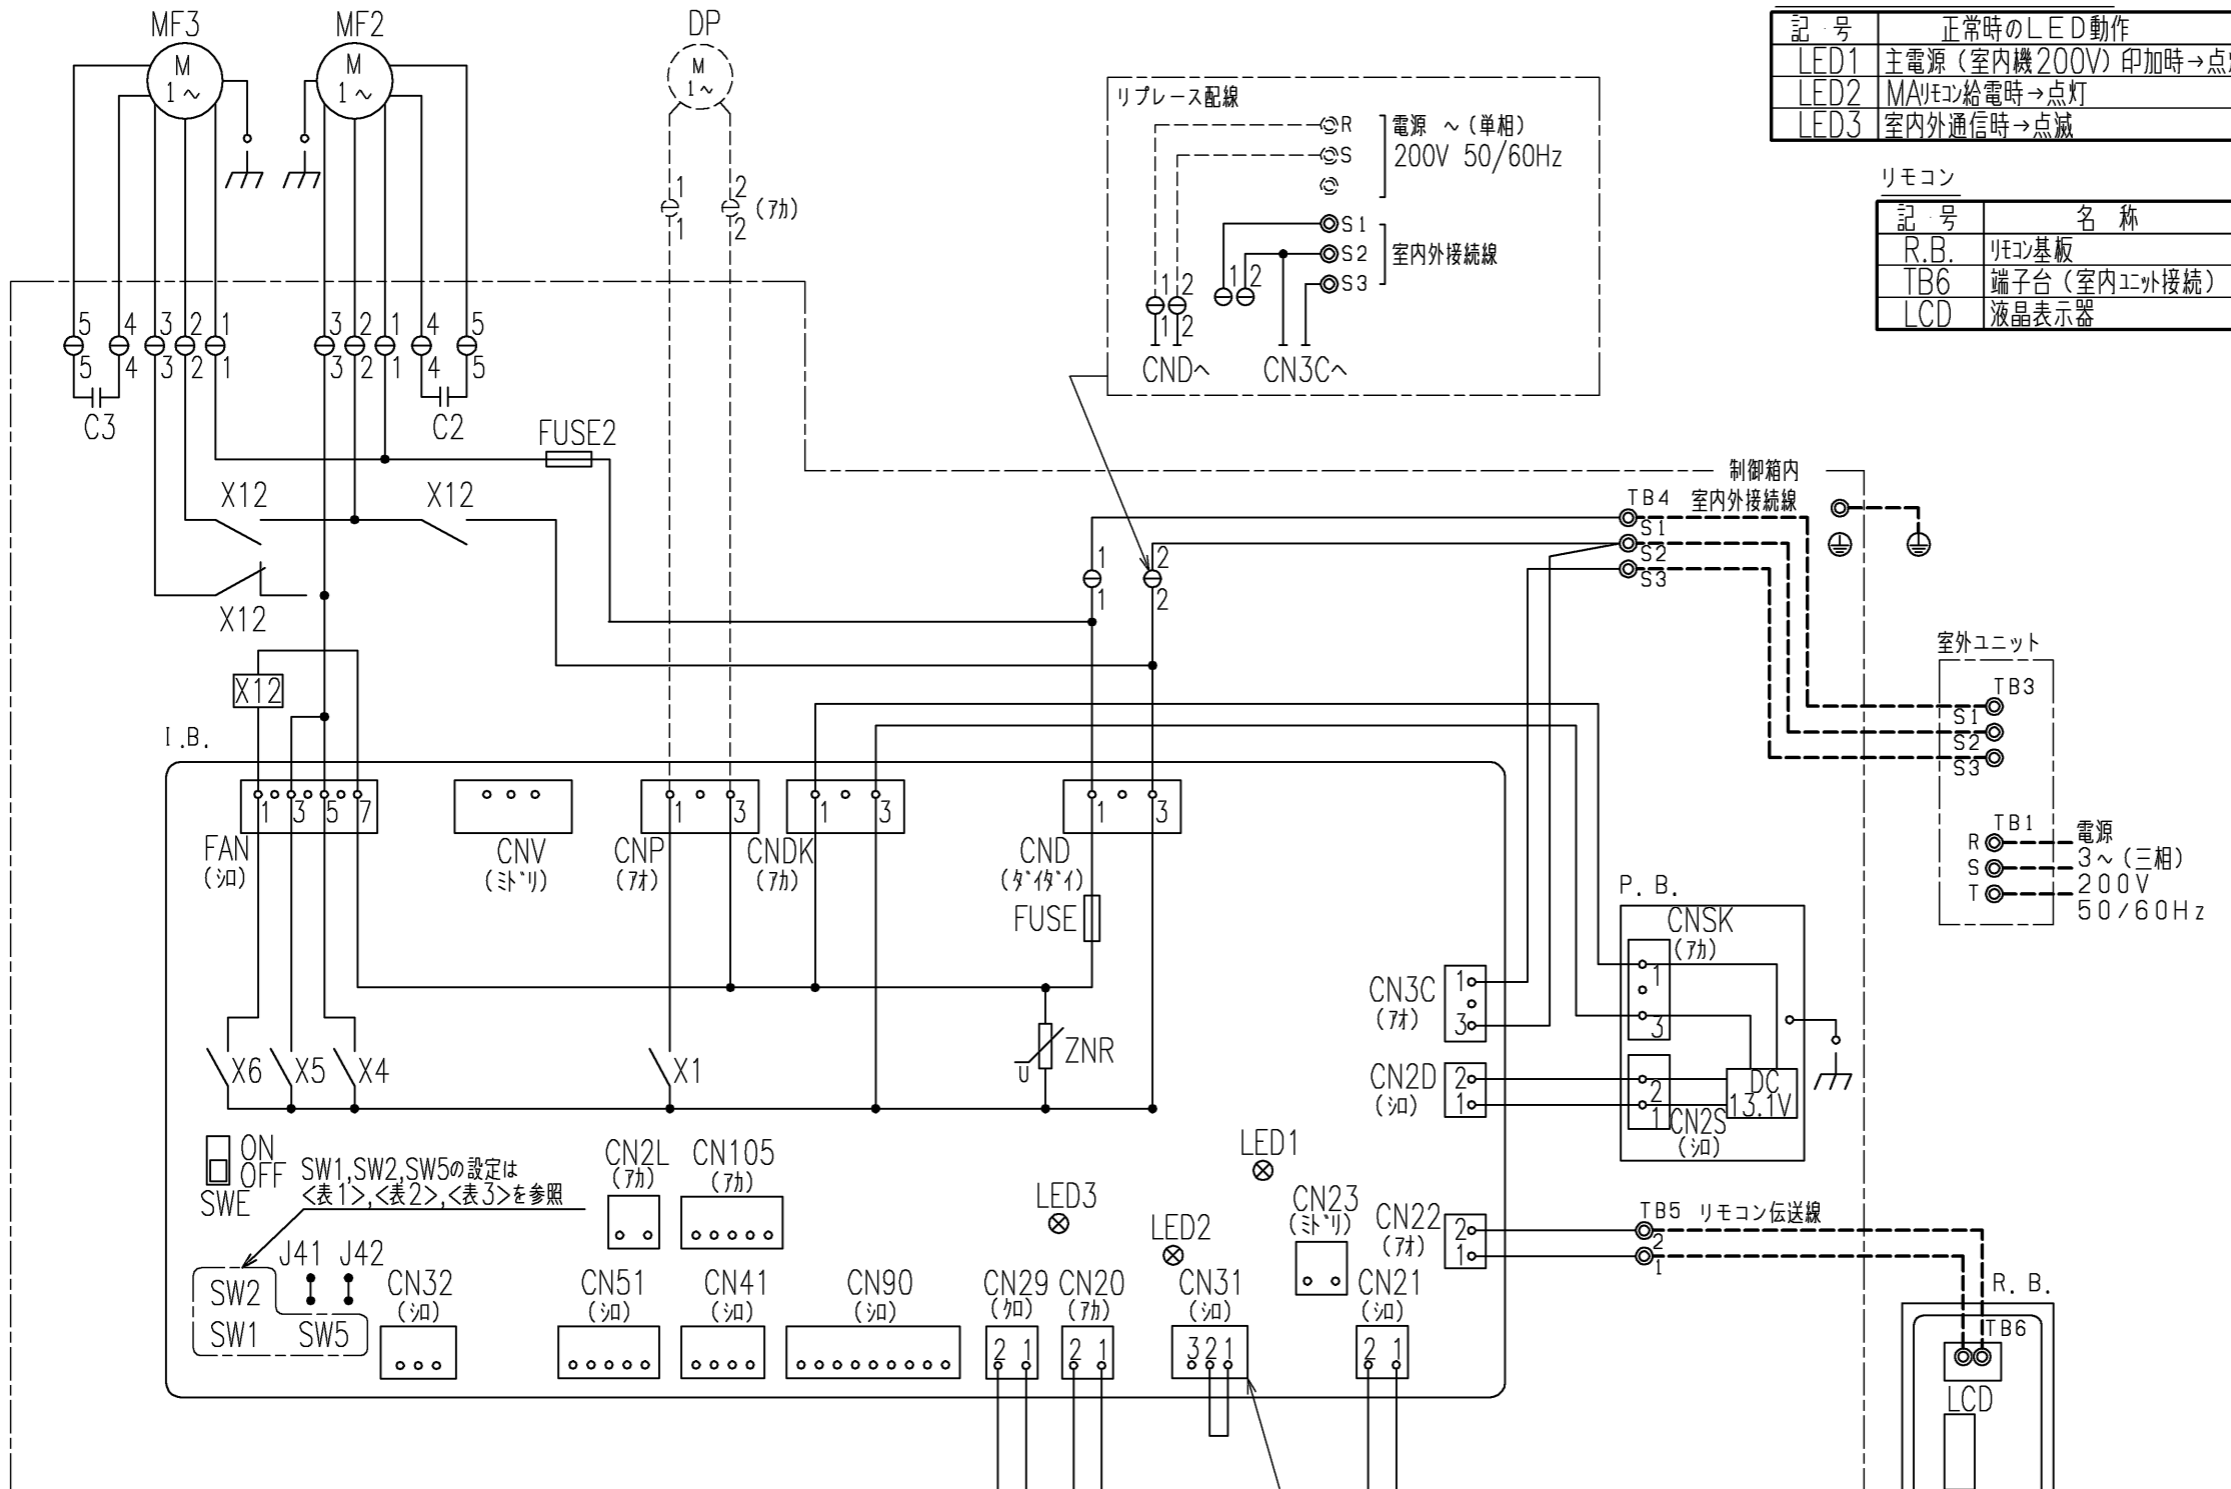 MF3
MF2
DP
M
1～
M
1～
M
1～
1
2
(アカ)
1
2
記　号
正常時のＬＥＤ動作
LED1
主電源（室内機200V）印加時→点
LED2
MAリモコン給電時→点灯
LED3
室内外通信時→点滅
リモコン
記　号
名　称
R.B.
リモコン基板
TB6
端子台（室内ユニット接続）
LCD
液晶表示器
リプレース配線
R
S
電源　～（単相）
200V 50/60Hz
S1
S2
S3
室内外接続線
1 2
1 2
1 2
CNDへ
CN3Cへ
5 4 3 2 1
5 4 3 2 1
3 2 1 4 5
3 2 1 4 5
C3
C2
FUSE2
X12
X12
X12
X12
制御箱内
TB4
室内外接続線
S1
S2
S3
1 2
1 2
室外ユニット
TB3
S1
S2
S3
TB1
R
S
T
電源
3～（三相）
200V
50/60Hz
I.B.
1 3 5 7
FAN
(シロ)
CNV
(ミドリ)
1 3
CNP
(アオ)
1 3
CNDK
(アカ)
1 3
CND
(ダイダイ)
FUSE
ZNR
U
X6
X5
X4
X1
CN3C
(アオ)
1
3
CN2D
(シロ)
2
1
P. B.
CNSK
(アカ)
1
3
2
1
CN2S
(シロ)
DC
13.1V
ON
OFF
SWE
SW1,SW2,SW5の設定は
<表1>,<表2>,<表3>を参照
SW2
SW1
SW5
J41
J42
CN2L
(アカ)
CN105
(アカ)
LED3
LED1
LED2
CN23
(ミドリ)
CN22
(アオ)
2
1
TB5
リモコン伝送線
2
1
CN32
(シロ)
CN51
(シロ)
CN41
(シロ)
CN90
(シロ)
CN29
(クロ)
2 1
CN20
(アカ)
2 1
CN31
(シロ)
3 2 1
CN21
(シロ)
2 1
R. B.
TB6
LCD